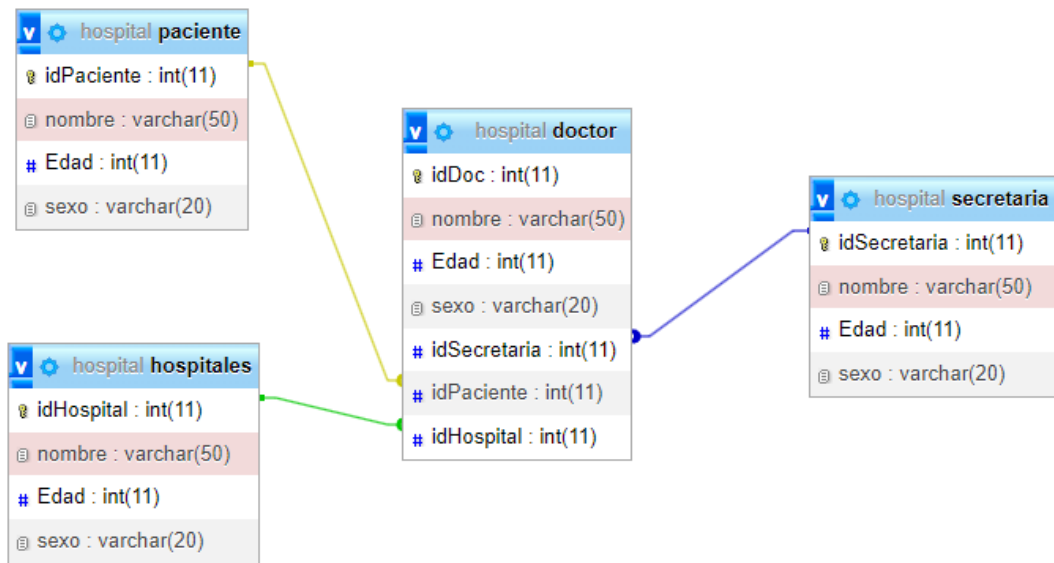 v hospital paciente
idPaciente : int(11)
nombre : varchar(50)
# Edad : int(11)
sexo : varchar(20)
v hospital doctor
idDoc : int(11)
nombre : varchar(50)
# Edad : int(11)
sexo : varchar(20)
# idSecretaria : int(11)
# idPaciente : int(11)
# idHospital : int(11)
v hospital secretaria
idSecretaria : int(11)
nombre : varchar(50)
# Edad : int(11)
sexo : varchar(20)
v hospital hospitales
idHospital : int(11)
nombre : varchar(50)
# Edad : int(11)
sexo : varchar(20)